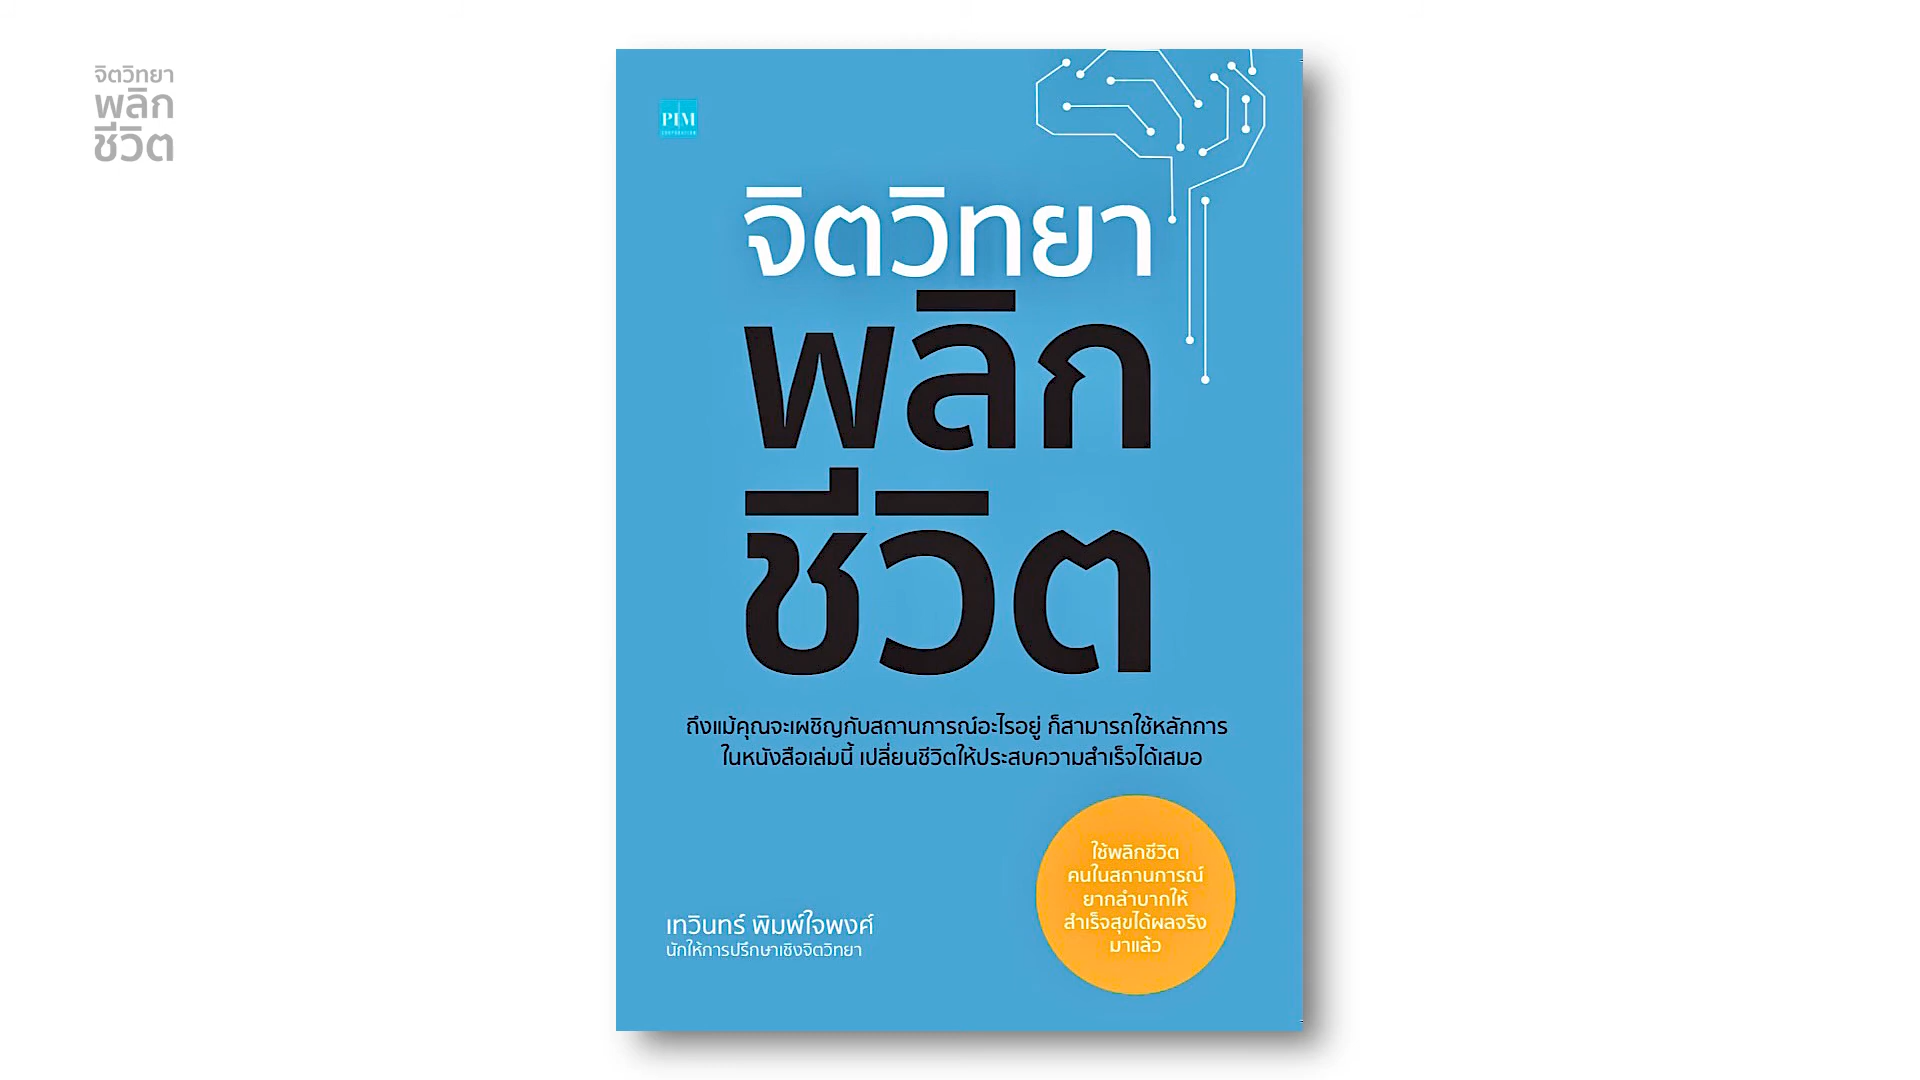 จิตวิทยา
พลิก
ชีวิต
PIM
CORPORATION
จิตวิทยา
พลิก
ชีวิต
ถึงแม้คุณจะเผชิญกับสถานการณ์อะไรอยู่ ก็สามารถใช้หลักการ
ในหนังสือเล่มนี้ เปลี่ยนชีวิตให้ประสบความสำเร็จได้เสมอ
ใช้พลิกชีวิต
คนในสถานการณ์
ยากลำบากให้
สำเร็จสุขได้ผลจริง
มาแล้ว
เทวินทร์ พิมพ์ใจพงศ์
นักให้การปรึกษาเชิงจิตวิทยา